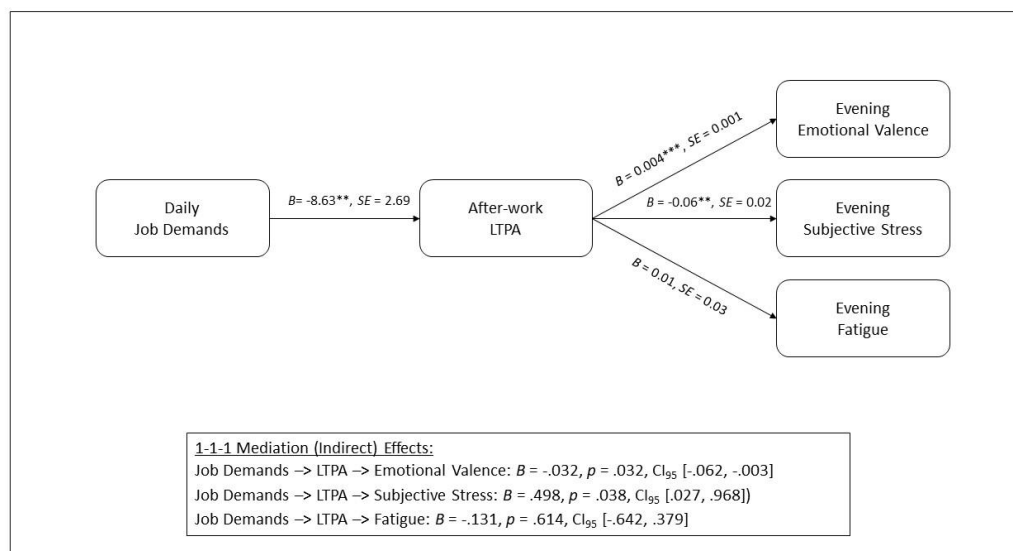 Daily
Job Demands
B= -8.63**, SE = 2.69
After-work
LTPA
B = 0.004*** , SE = 0.001
B = -0.06**, SE = 0.02
B = 0.01, SE = 0.03
Evening
Emotional Valence
Evening
Subjective Stress
Evening
Fatigue
1-1-1 Mediation (Indirect) Effects:
Job Demands –> LTPA –> Emotional Valence: B = -.032, p = .032, CI95 [-.062, -.003]
Job Demands –> LTPA –> Subjective Stress: B = .498, p = .038, CI95 [.027, .968])
Job Demands –> LTPA –> Fatigue: B = -.131, p = .614, CI95 [-.642, .379]